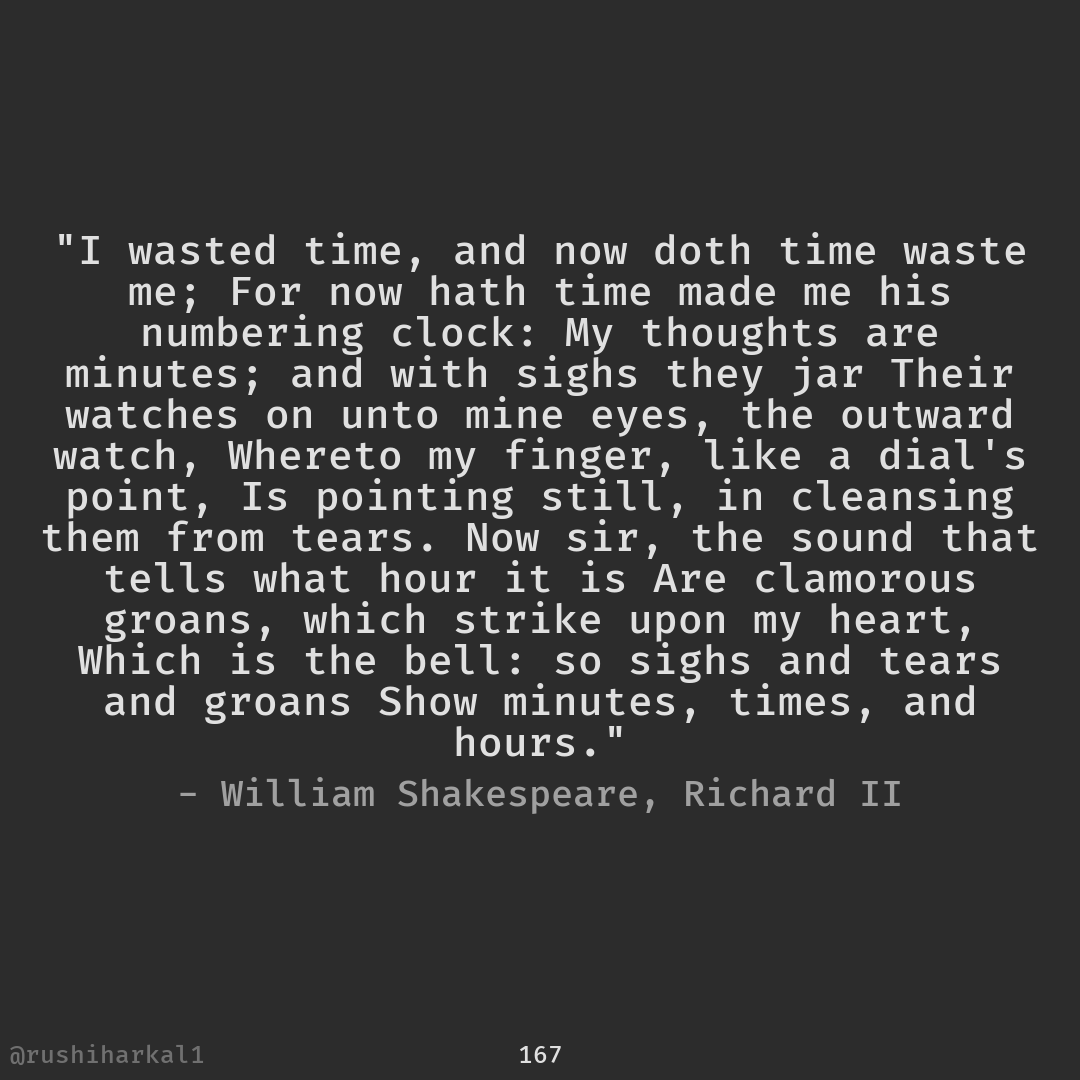 "I wasted time, and now doth time waste
me; For now hath time made me his
numbering clock: My thoughts are
minutes; and with sighs they jar Their
watches on unto mine eyes, the outward
watch, Whereto my finger, like a dial's
point, Is pointing still, in cleansing
them from tears. Now sir, the sound that
tells what hour it is Are clamorous
groans, which strike upon my heart,
Which is the bell: so sighs and tears
and groans Show minutes, times, and
hours."
- William Shakespeare, Richard II
@rushiharkal1
167